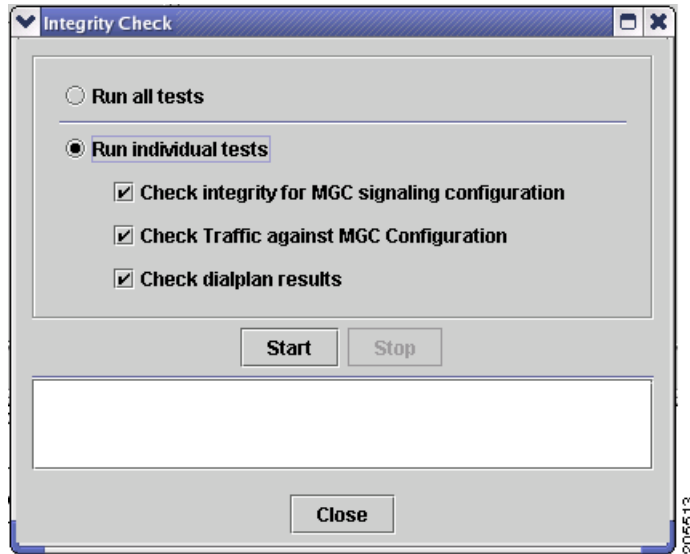 Integrity Check
Run all tests
Run individual tests
Check integrity for MGC signaling configuration
Check Traffic against MGC Configuration
Check dialplan results
Start
Stop
Close
205513